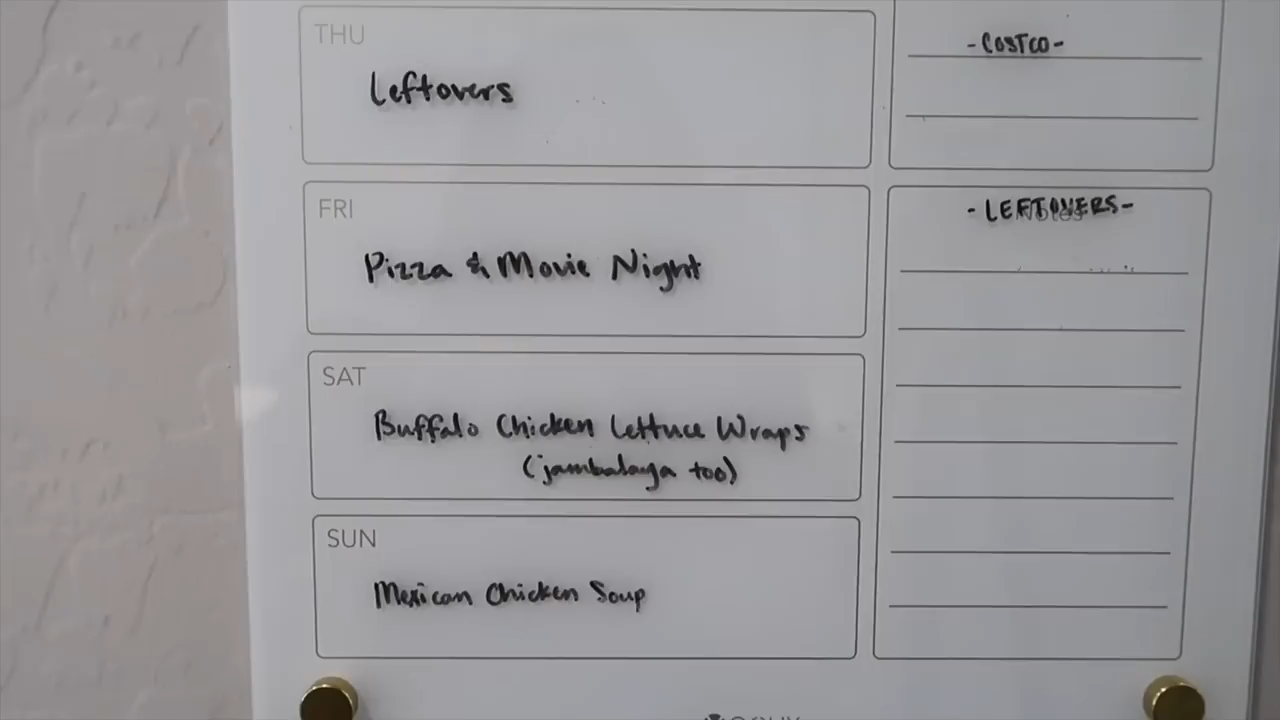 THU
Leftovers
FRI
Pizza & Movie Night
SAT
Buffalo Chicken Lettuce Wraps
(jambalaya too)
SUN
Mexican Chicken Soup
-COSTCO-
-LEFTOVERS-
Notes